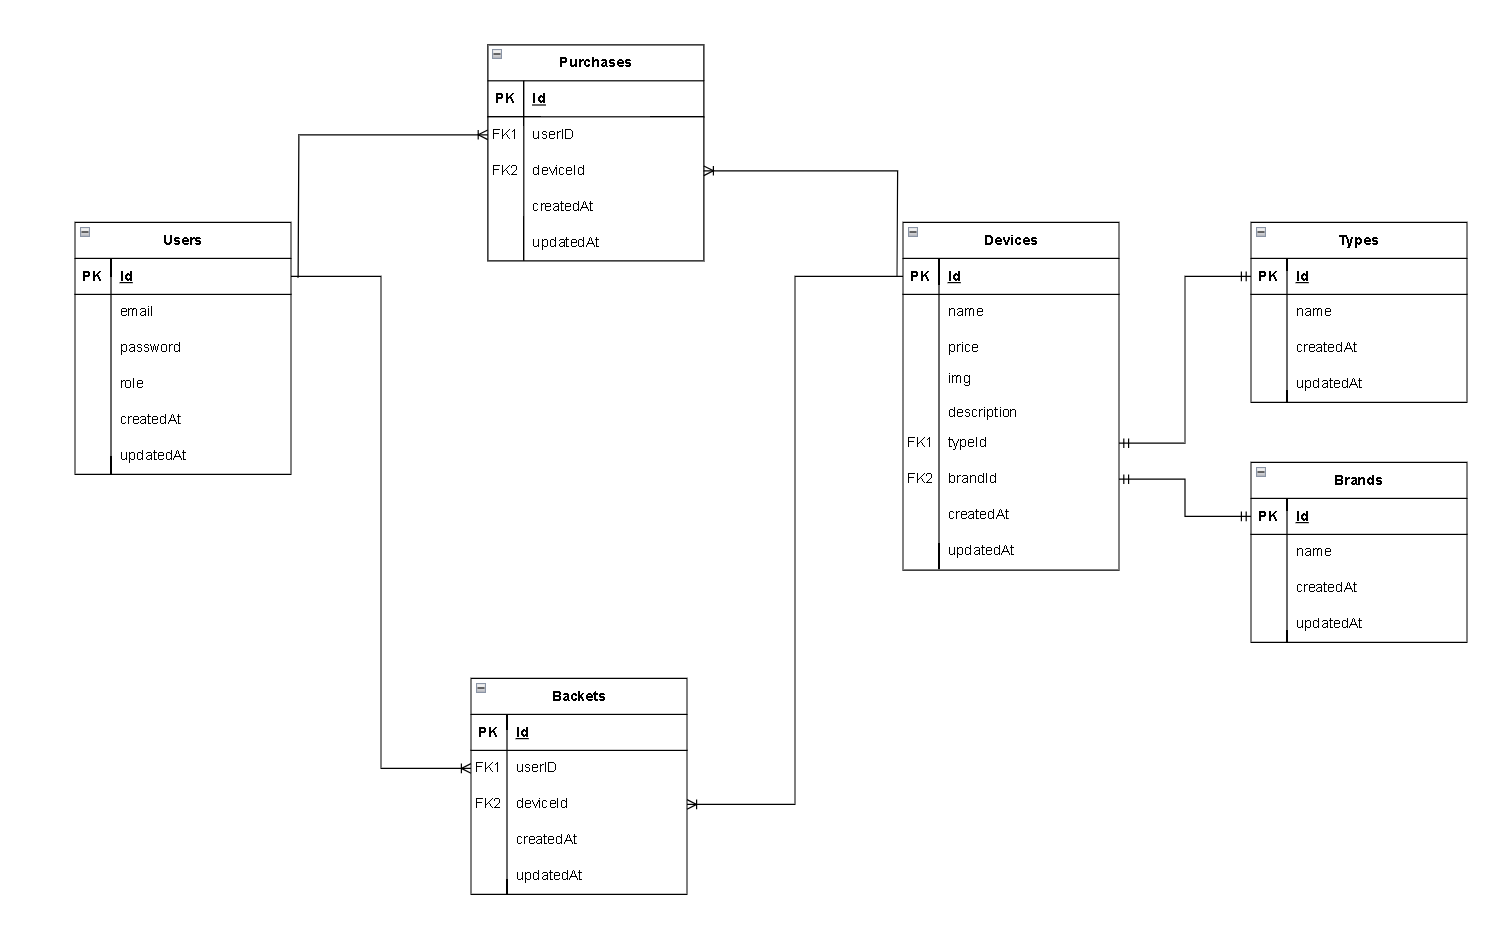 Purchases
PK Id
FK1 userID
FK2 deviceId
createdAt
updatedAt
Users
PK Id
email
password
role
createdAt
updatedAt
Devices
PK Id
name
price
img
description
FK1 typeId
FK2 brandId
createdAt
updatedAt
Types
PK Id
name
createdAt
updatedAt
Brands
PK Id
name
createdAt
updatedAt
Backets
PK Id
FK1 userID
FK2 deviceId
createdAt
updatedAt